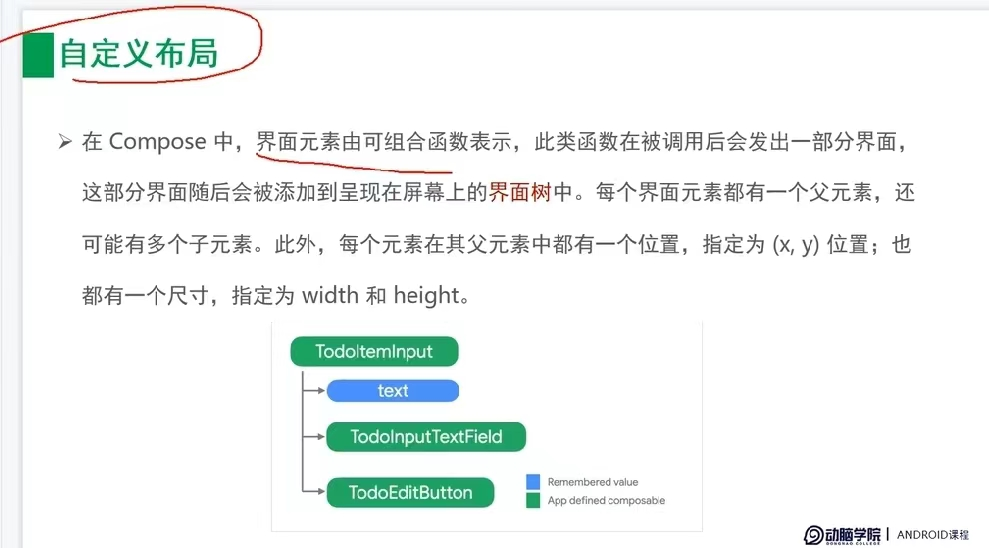 自定义布局
➢ 在 Compose 中，界面元素由可组合函数表示，此类函数在被调用后会发出一部分界面，
这部分界面随后会被添加到呈现在屏幕上的界面树中。每个界面元素都有一个父元素，还
可能有多个子元素。此外，每个元素在其父元素中都有一个位置，指定为 (x, y) 位置；也
都有一个尺寸，指定为 width 和 height。
TodoItemInput
text
TodoInputTextField
TodoEditButton
Remembered value
App defined composable
动脑学院 | ANDROID课程
DONGNAO COLLEGE